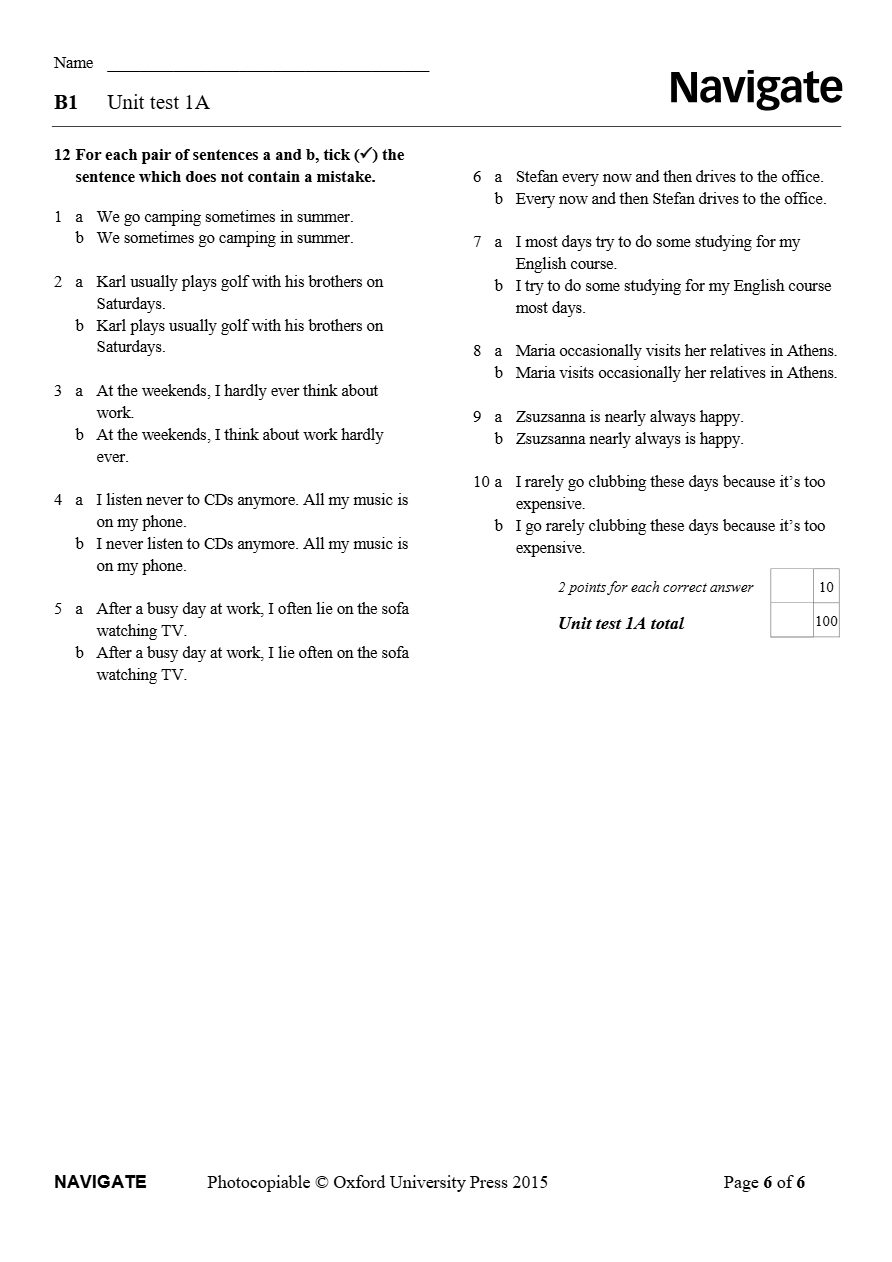 Name
Navigate
B1 Unit test 1A
12 For each pair of sentences a and b, tick (✓) the
sentence which does not contain a mistake.
1 a We go camping sometimes in summer.
b We sometimes go camping in summer.
2 a Karl usually plays golf with his brothers on
Saturdays.
b Karl plays usually golf with his brothers on
Saturdays.
3 a At the weekends, I hardly ever think about
work.
b At the weekends, I think about work hardly
ever.
4 a I listen never to CDs anymore. All my music is
on my phone.
b I never listen to CDs anymore. All my music is
on my phone.
5 a After a busy day at work, I often lie on the sofa
watching TV.
b After a busy day at work, I lie often on the sofa
watching TV.
6 a Stefan every now and then drives to the office.
b Every now and then Stefan drives to the office.
7 a I most days try to do some studying for my
English course.
b I try to do some studying for my English course
most days.
8 a Maria occasionally visits her relatives in Athens.
b Maria visits occasionally her relatives in Athens.
9 a Zsuzsanna is nearly always happy.
b Zsuzsanna nearly always is happy.
10 a I rarely go clubbing these days because it’s too
expensive.
b I go rarely clubbing these days because it’s too
expensive.
2 points for each correct answer 10
Unit test 1A total 100
NAVIGATE Photocopiable © Oxford University Press 2015 Page 6 of 6